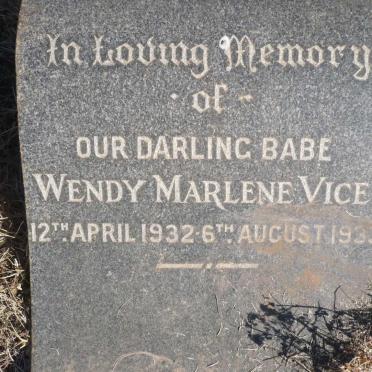 In Loving Memory
- of -
OUR DARLING BABE
WENDY MARLENE VICE
12TH. APRIL 1932-6TH. AUGUST